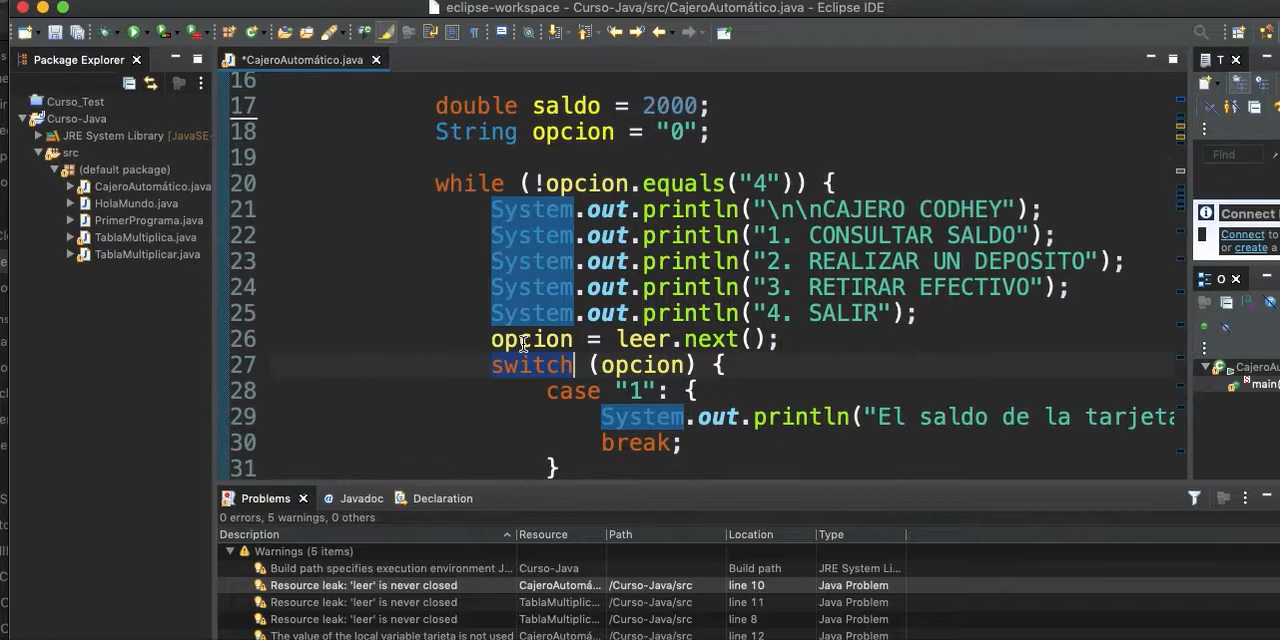 eclipse-workspace - Curso-Java/src/CajeroAutomático.java - Eclipse IDE
Package Explorer
*CajeroAutomático.java
T
Curso_Test
Curso-Java
JRE System Library [JavaSE-
src
(default package)
CajeroAutomático.java
HolaMundo.java
PrimerPrograma.java
TablaMultiplica.java
TablaMultiplicar.java
16
17 double saldo = 2000;
18 String opcion = "0";
19
20 while (!opcion.equals("4")) {
21 System.out.println("\n\nCAJERO CODHEY");
22 System.out.println("1. CONSULTAR SALDO");
23 System.out.println("2. REALIZAR UN DEPOSITO");
24 System.out.println("3. RETIRAR EFECTIVO");
25 System.out.println("4. SALIR");
26 opcion = leer.next();
27 switch (opcion) {
28 case "1": {
29 System.out.println("El saldo de la tarjeta
30 break;
31 }
Find
Connect
Connect to
or create a
O
CajeroAu
main(
Problems
Javadoc
Declaration
0 errors, 5 warnings, 0 others
Description Resource Path Location Type
Warnings (5 items)
Build path specifies execution environment J... Curso-Java Build path JRE System Li...
Resource leak: 'leer' is never closed CajeroAutomá... /Curso-Java/src line 10 Java Problem
Resource leak: 'leer' is never closed TablaMultiplic... /Curso-Java/src line 11 Java Problem
Resource leak: 'leer' is never closed TablaMultiplic... /Curso-Java/src line 8 Java Problem
The value of the local variable tarjeta is not used CajeroAutomá... /Curso-Java/src line 12 Java Problem